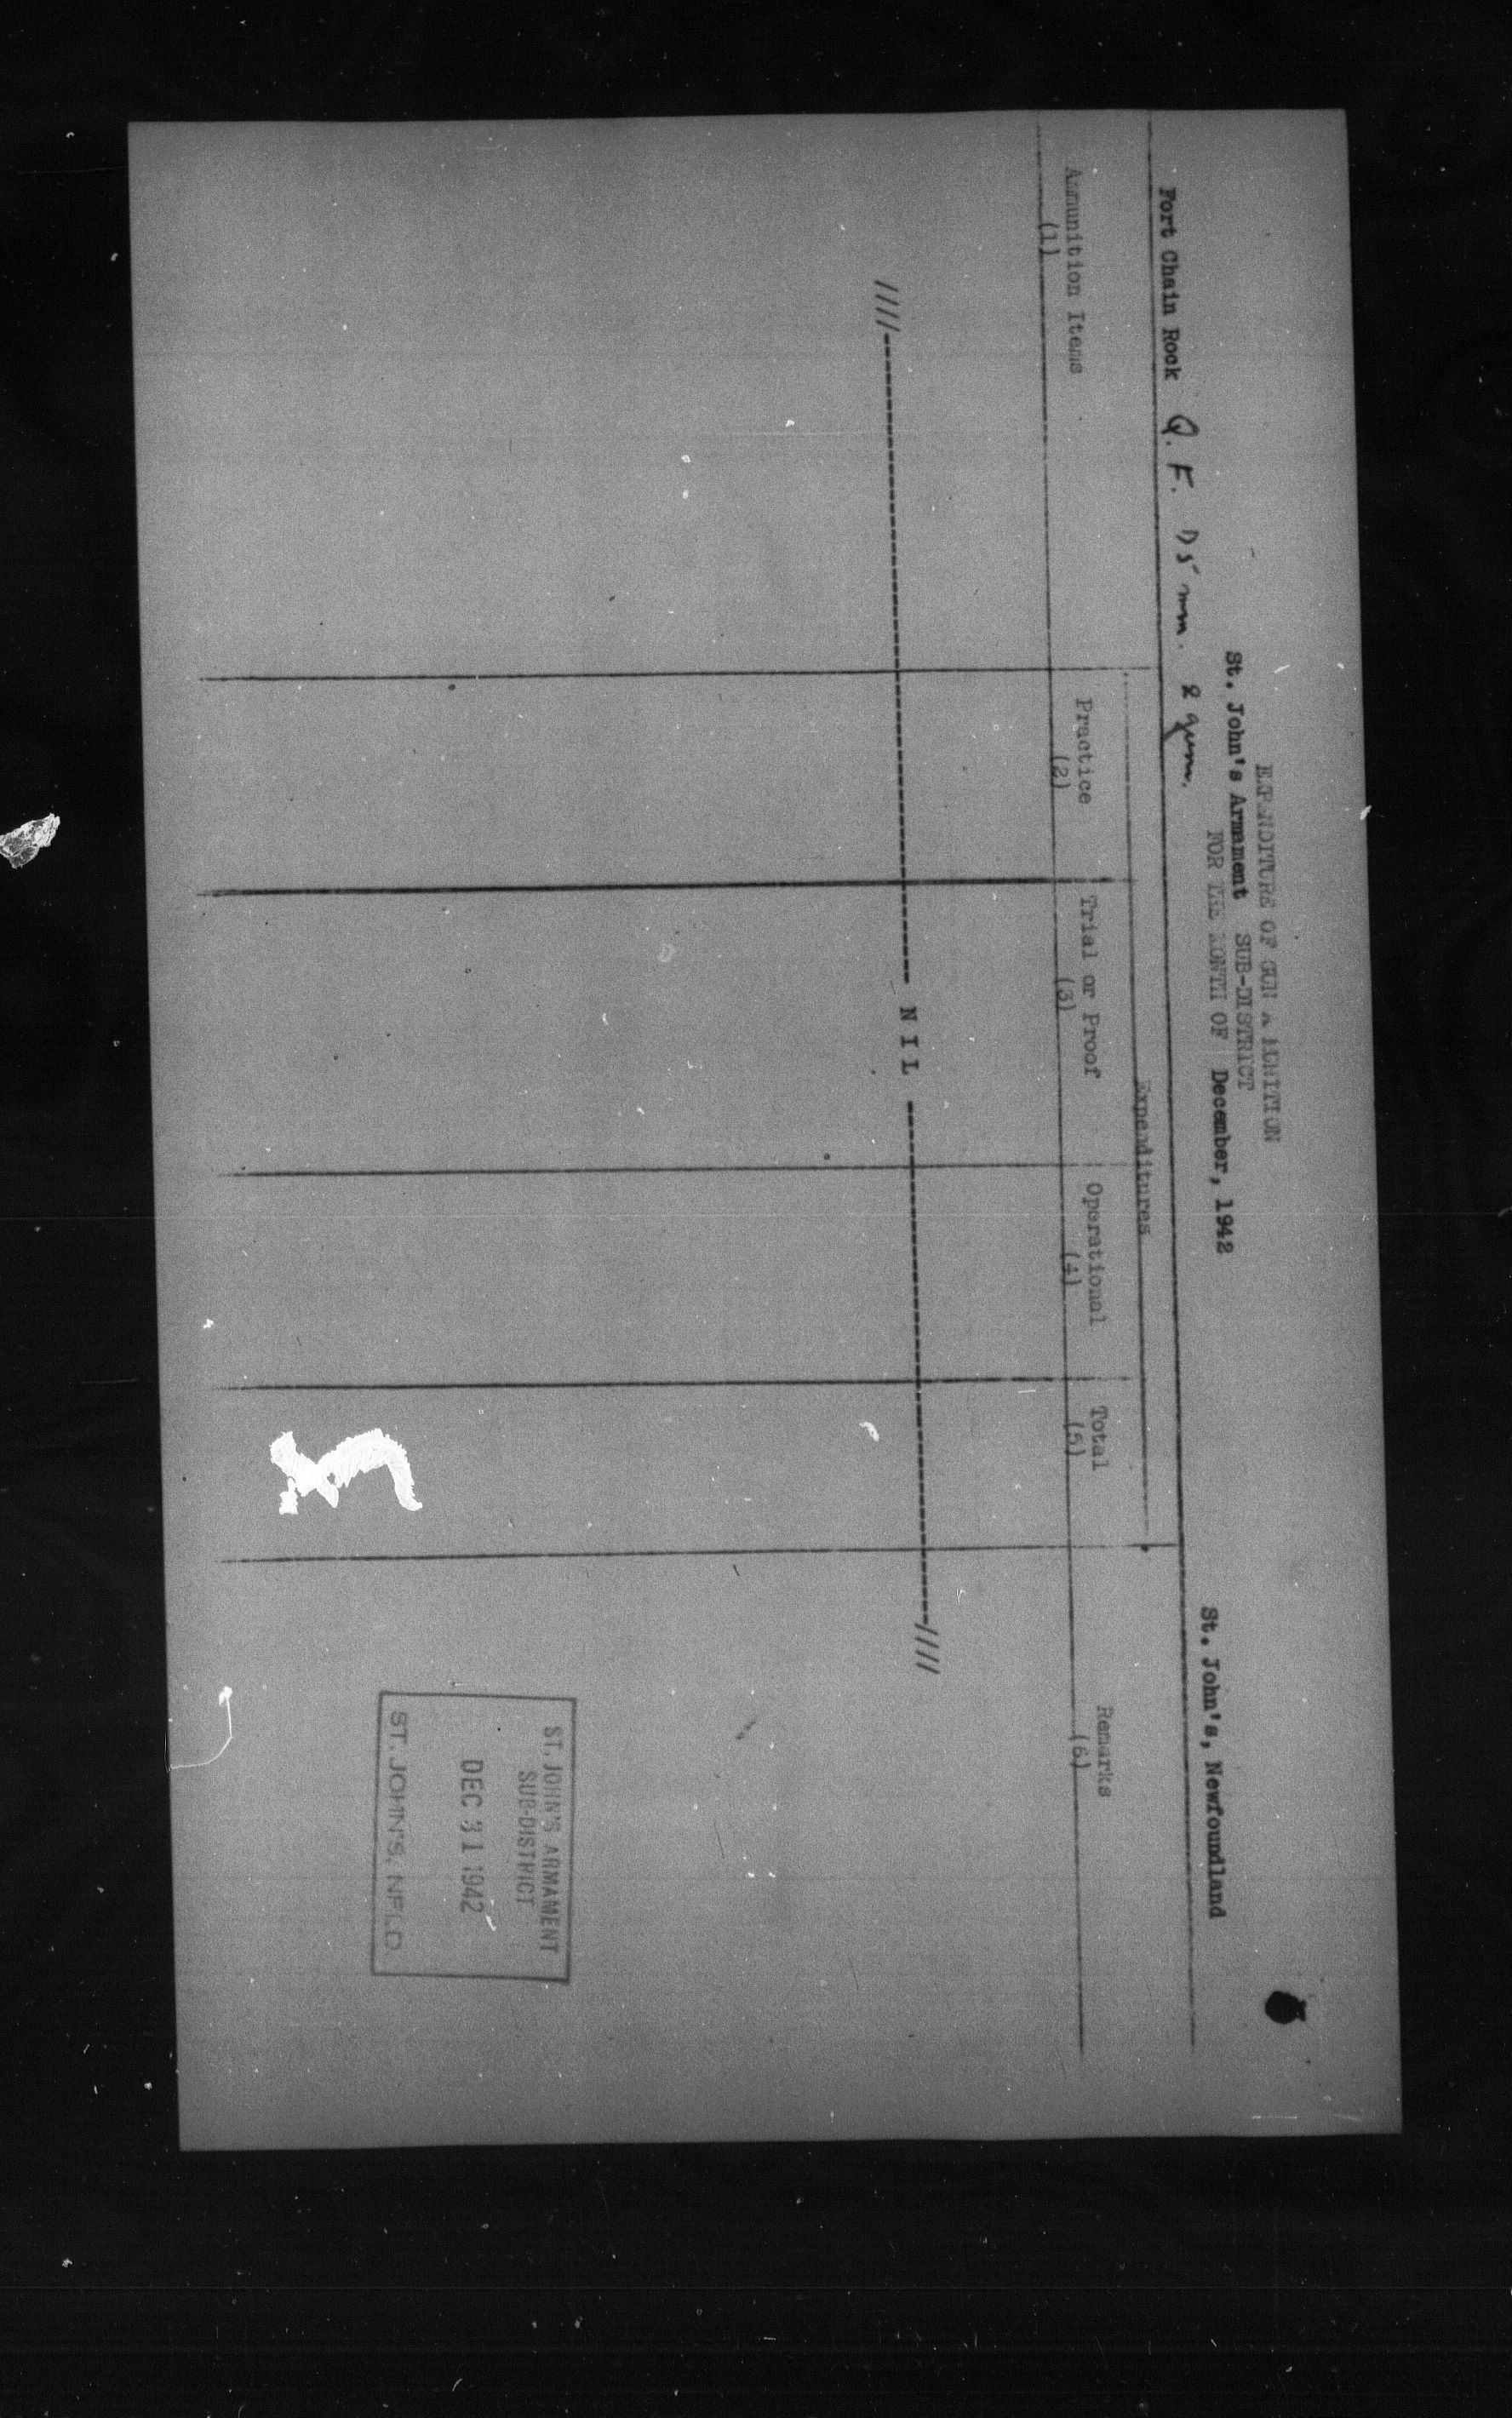 EXPENDITURE OF GUN AMMUNITION
St. John's Armament SUB-DISTRICT
FOR THE MONTH OF December, 1942
St. John's, Newfoundland
Fort Chain Rock Q. F. 75 mm. 2 guns.
Expenditures
Ammunition Items Practice Trial or Proof Operational Total Remarks
(1) (2) (3) (4) (5) (6)
////------------------------------------------------ NIL ------------------------------------------------////
ST. JOHN'S ARMAMENT
SUB-DISTRICT
DEC 31 1942
ST. JOHN'S, NFLD